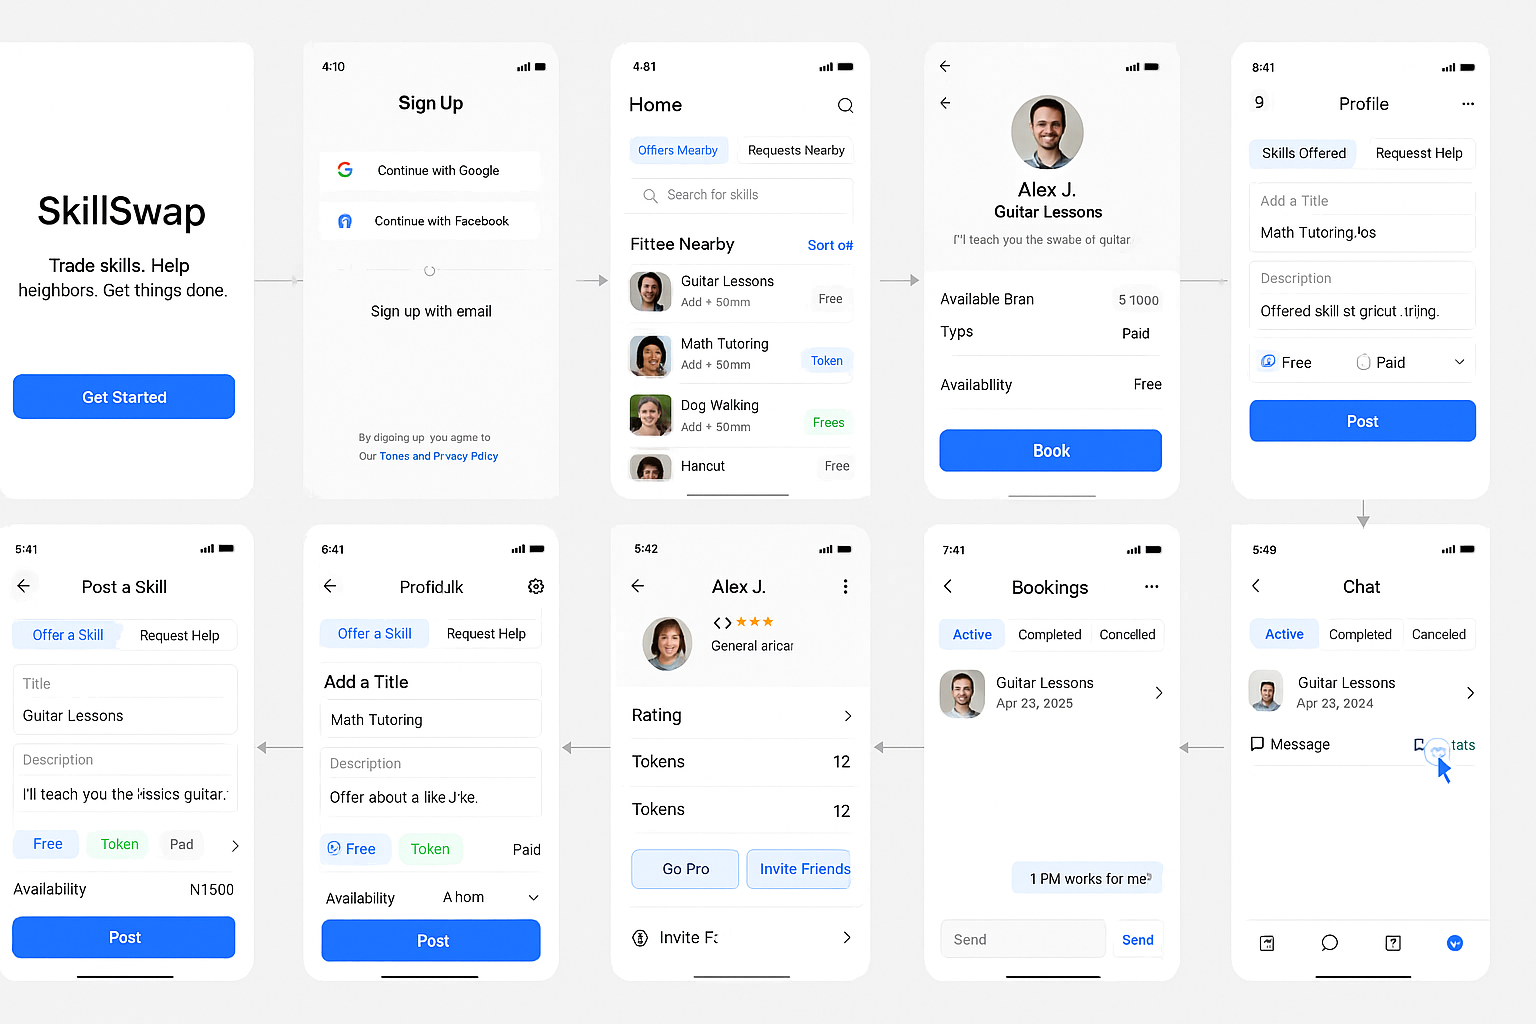 SkillSwap
Trade skills. Help
neighbors. Get things done.
Get Started
4:10
Sign Up
Continue with Google
Continue with Facebook
Sign up with email
By digoing up you agme to
Our Tones and Prvacy Pdlicy
4:81
Home
Offiers Mearby
Requests Nearby
Search for skills
Fittee Nearby
Sort o#
Guitar Lessons
Add + 50mm
Free
Math Tutoring
Add + 50mm
Token
Dog Walking
Add + 50mm
Frees
Hancut
Free
Alex J.
Guitar Lessons
teach you the swabe of quitar
Available Bran
5 1000
Typs
Paid
Availabllity
Free
Book
8:41
9
Profile
Skills Offered
Requesst Help
Add a Title
Math Tutoring
Description
Offered skill st gricut
Free
Paid
Post
5:41
Post a Skill
Offer a Skill
Request Help
Title
Guitar Lessons
Description
I'll teach you the guitar.
Free
Token
Pad
Availability
N1500
Post
6:41
Offer a Skill
Request Help
Add a Title
Math Tutoring
Description
Offer about a like
Free
Token
Paid
Availability
A hom
Post
5:42
Alex J.
General
Rating
Tokens
12
Tokens
12
Go Pro
Invite Friends
Invite
7:41
Bookings
Active
Completed
Concelled
Guitar Lessons
Apr 23, 2025
1 PM works for me
Send
Send
5:49
Chat
Active
Completed
Canceled
Guitar Lessons
Apr 23, 2024
Message
tats